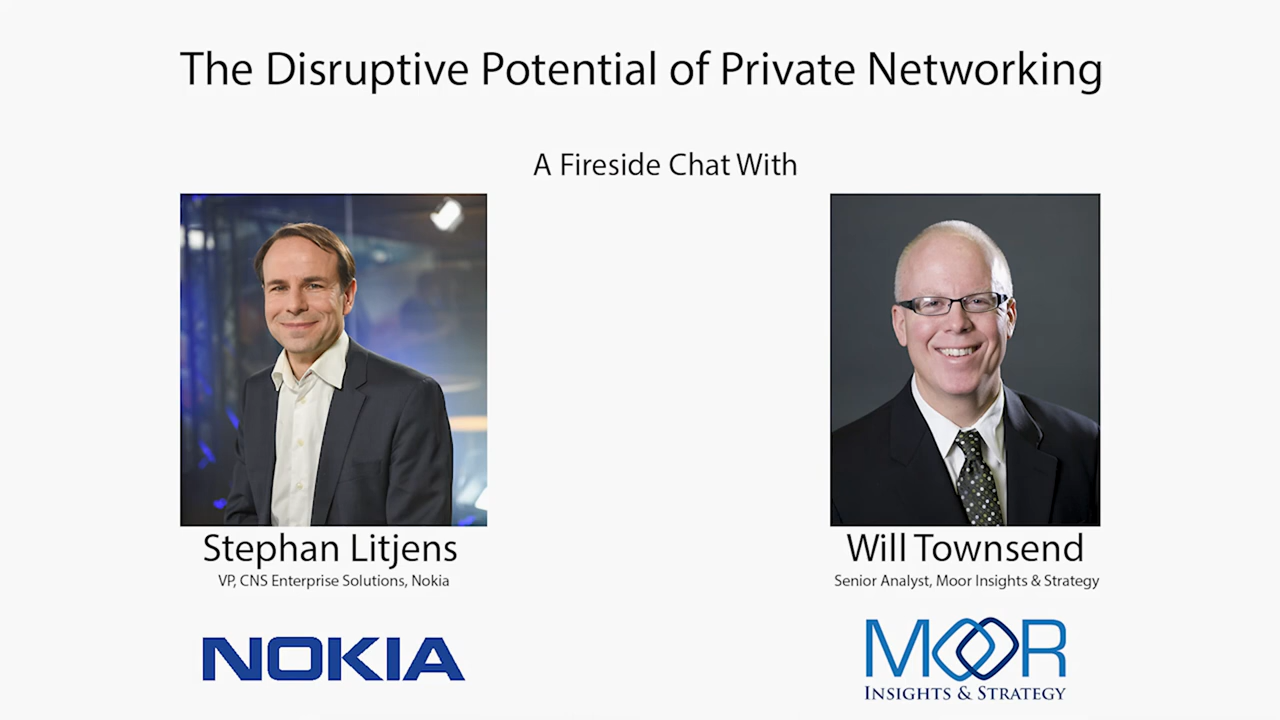 The Disruptive Potential of Private Networking
A Fireside Chat With
Stephan Litjens
VP, CNS Enterprise Solutions, Nokia
NOKIA
Will Townsend
Senior Analyst, Moor Insights & Strategy
MOOR
INSIGHTS & STRATEGY